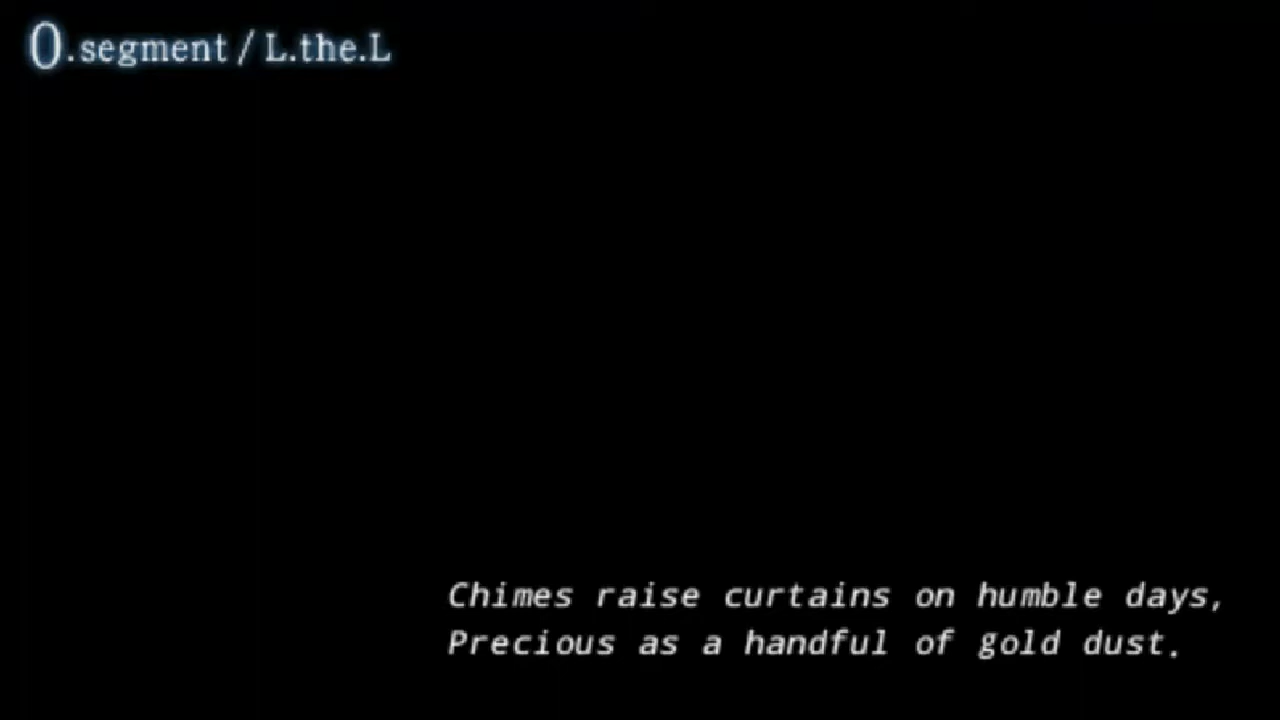 0.segment / L.the.L
Chimes raise curtains on humble days,
Precious as a handful of gold dust.